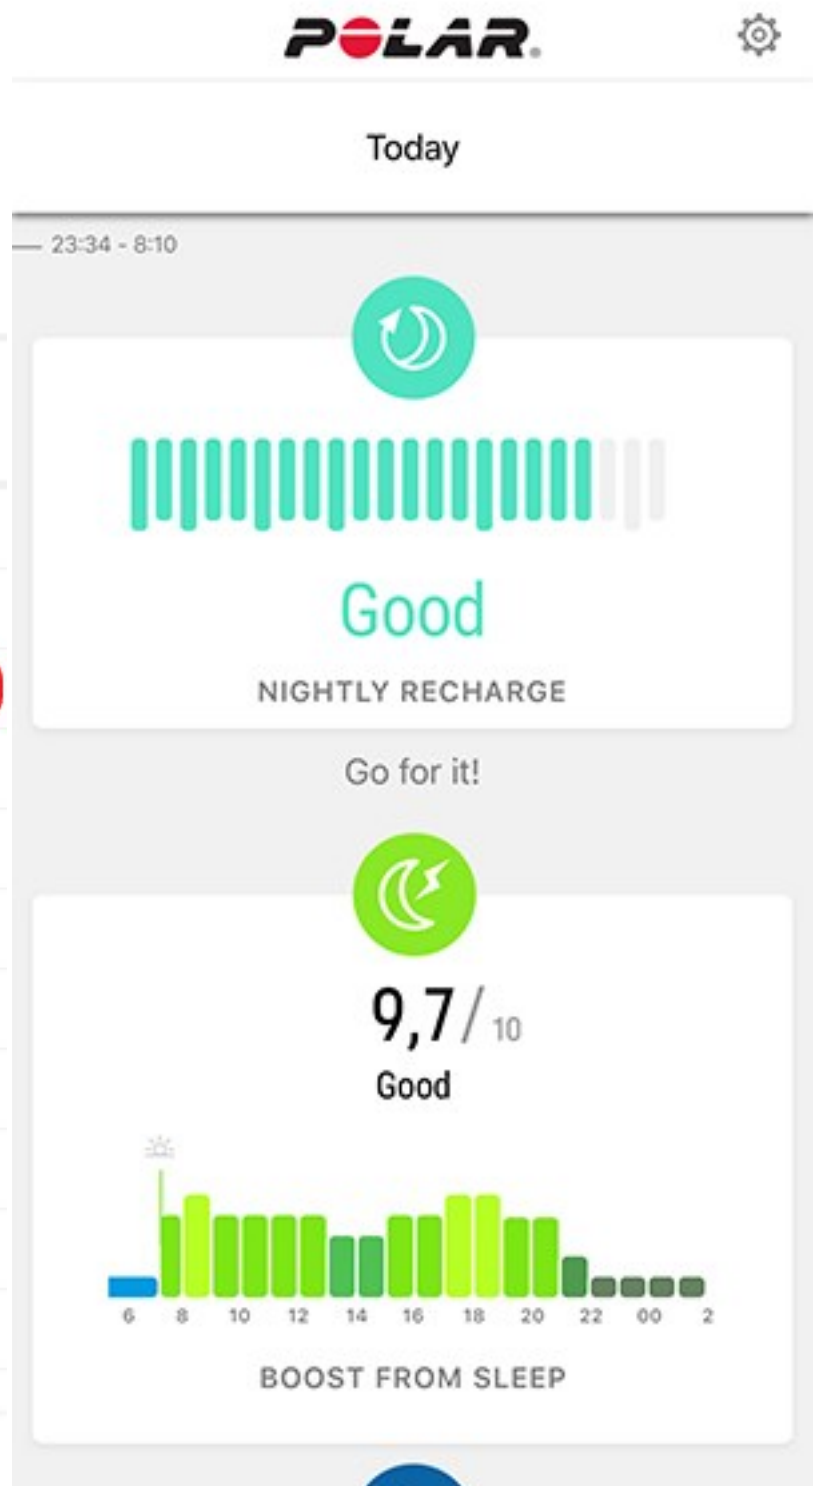 POLAR®
Today
23:34 - 8:10
Good
NIGHTLY RECHARGE
Go for it!
9,7/10
Good
6 8 10 12 14 16 18 20 22 00 2
BOOST FROM SLEEP